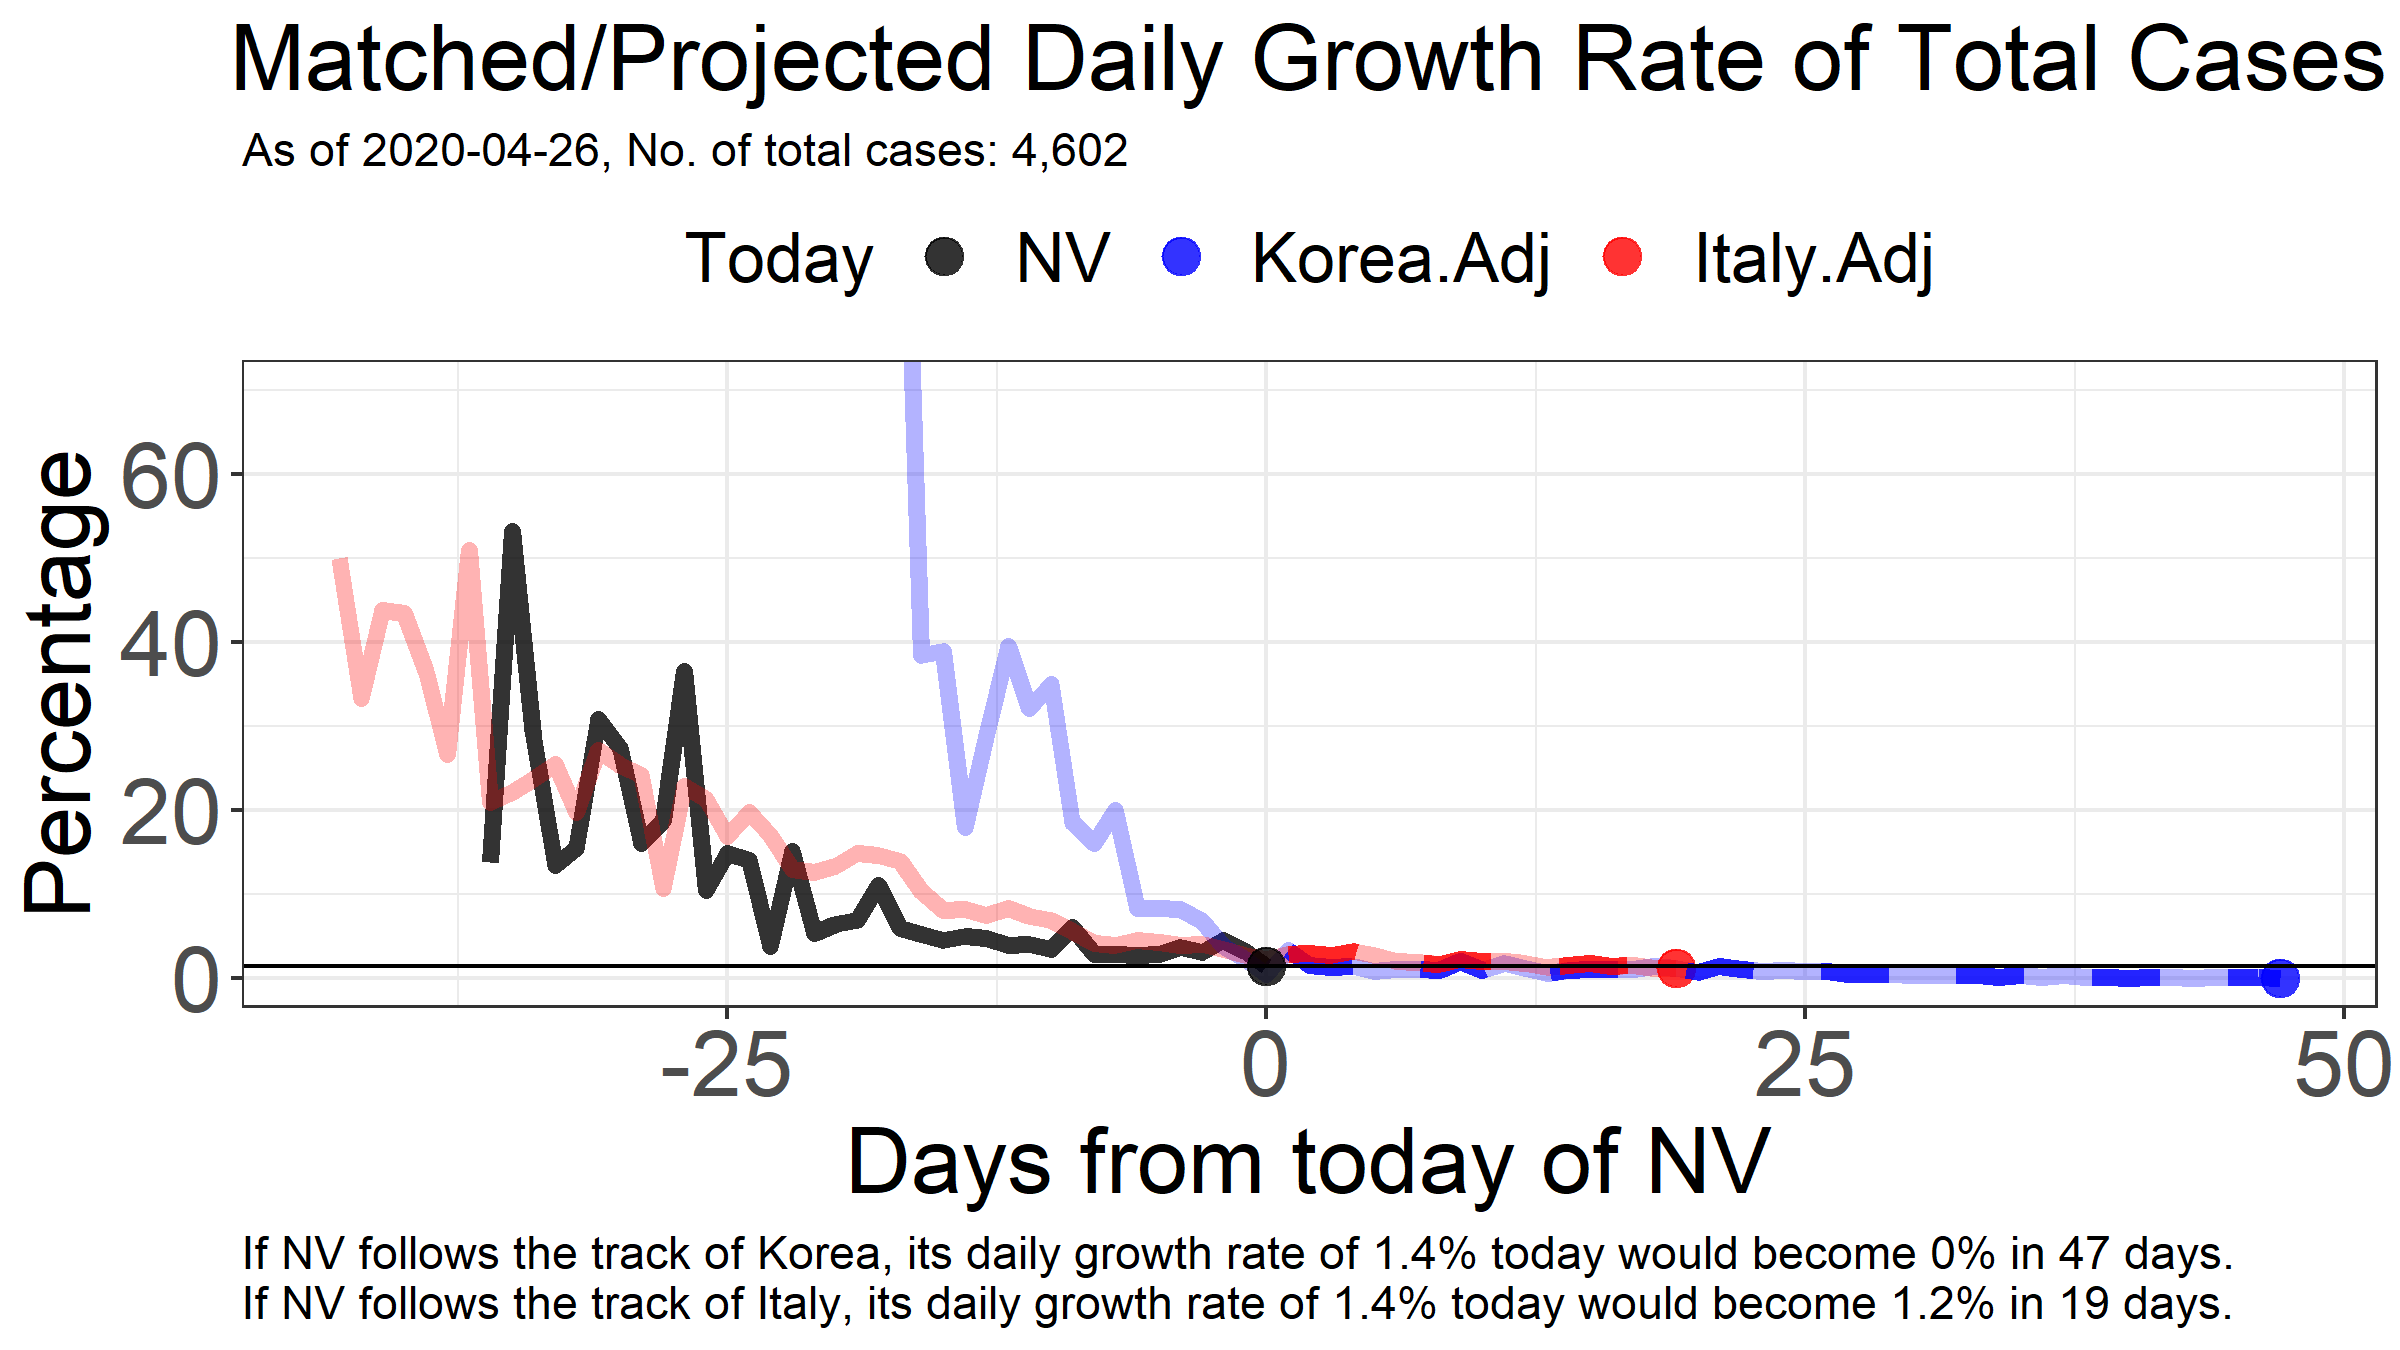 Matched/Projected Daily Growth Rate of Total Cases
As of 2020-04-26, No. of total cases: 4,602
Today NV Korea.Adj Italy.Adj
Percentage
60
40
20
0
-25 0 25 50
Days from today of NV
If NV follows the track of Korea, its daily growth rate of 1.4% today would become 0% in 47 days.
If NV follows the track of Italy, its daily growth rate of 1.4% today would become 1.2% in 19 days.